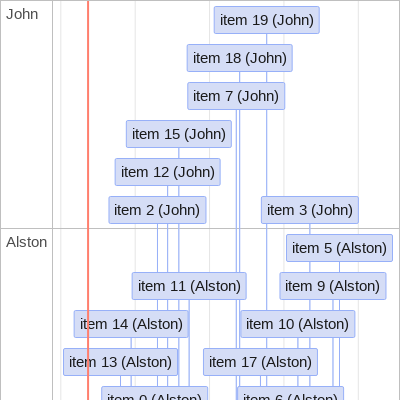 John
item 19 (John)
item 18 (John)
item 7 (John)
item 15 (John)
item 12 (John)
item 2 (John)
item 3 (John)
Alston
item 5 (Alston)
item 11 (Alston)
item 9 (Alston)
item 14 (Alston)
item 10 (Alston)
item 13 (Alston)
item 17 (Alston)
item 0 (Alston)
item 6 (Alston)